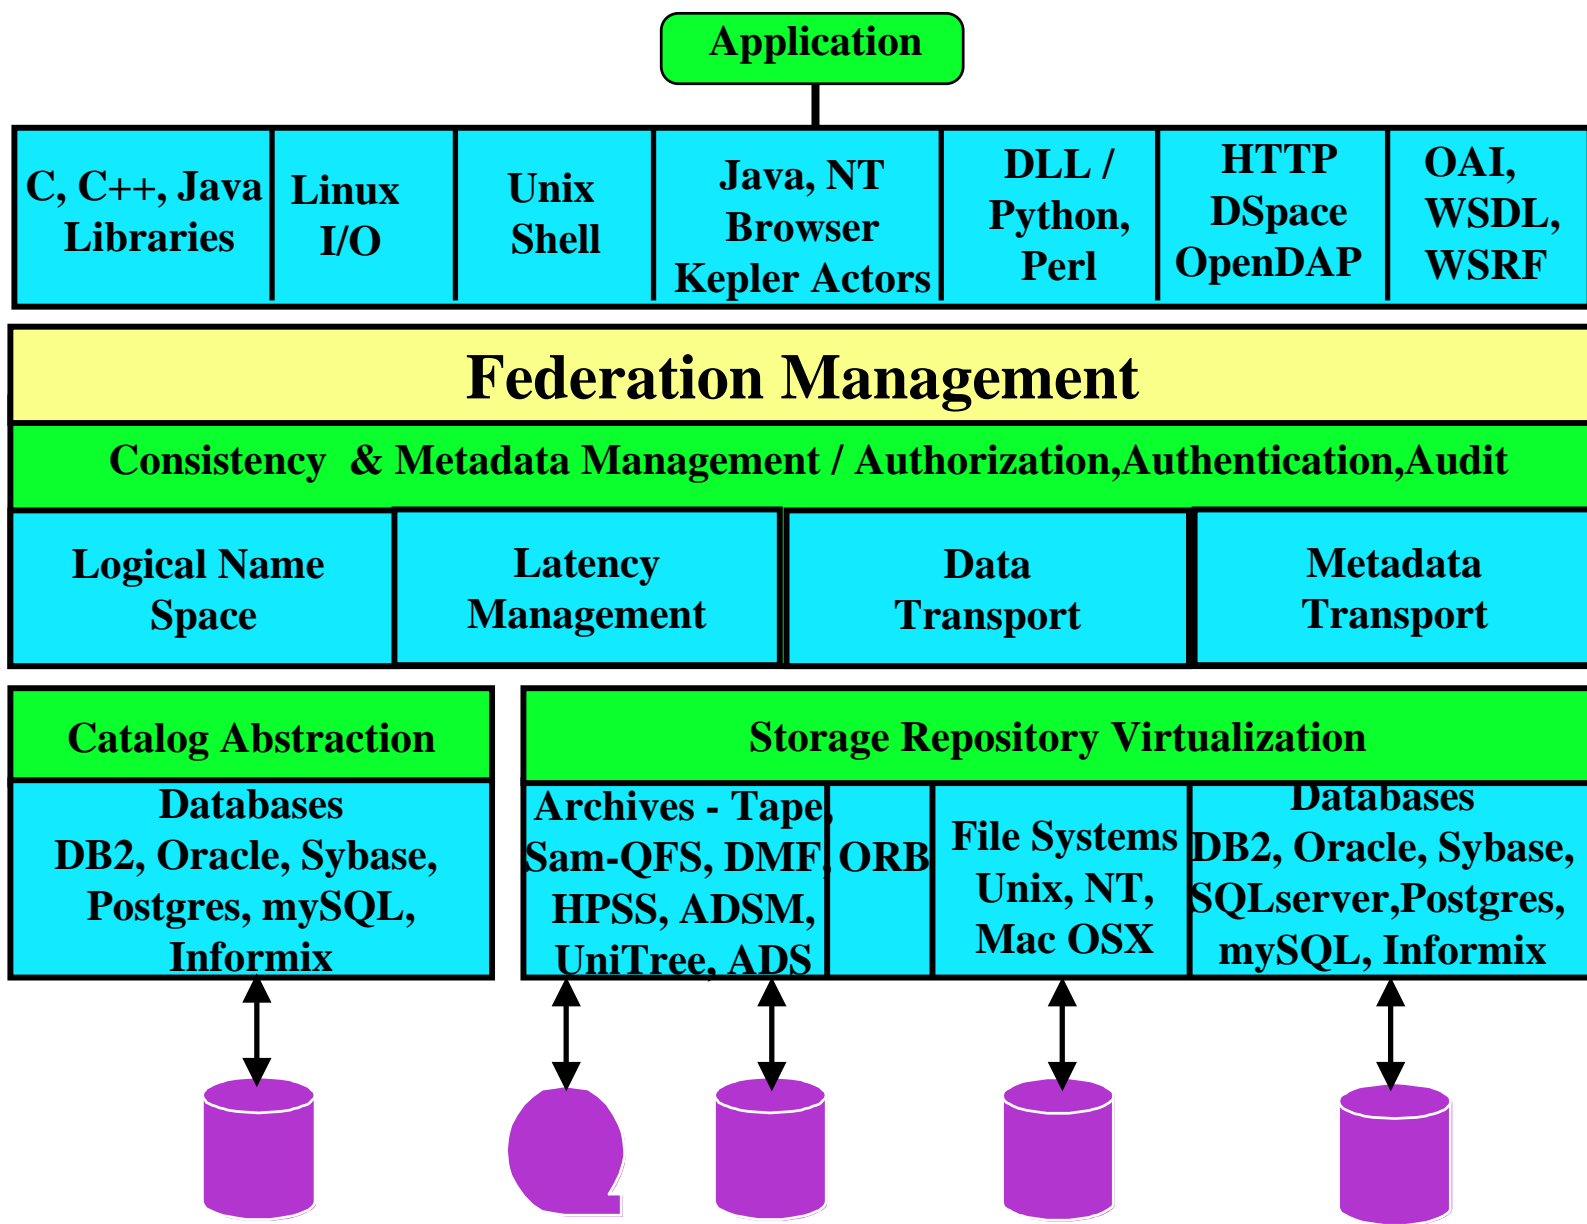 Application
C, C++, Java
Libraries
Linux
I/O
Unix
Shell
Java, NT
Browser
Kepler Actors
DLL /
Python,
Perl
HTTP
DSpace
OpenDAP
OAI,
WSDL,
WSRF
Federation Management
Consistency & Metadata Management / Authorization,Authentication,Audit
Logical Name
Space
Latency
Management
Data
Transport
Metadata
Transport
Catalog Abstraction
Databases
DB2, Oracle, Sybase,
Postgres, mySQL,
Informix
Storage Repository Virtualization
Archives - Tape,
Sam-QFS, DMF,
HPSS, ADSM,
UniTree, ADS
ORB
File Systems
Unix, NT,
Mac OSX
Databases
DB2, Oracle, Sybase,
SQLserver,Postgres,
mySQL, Informix